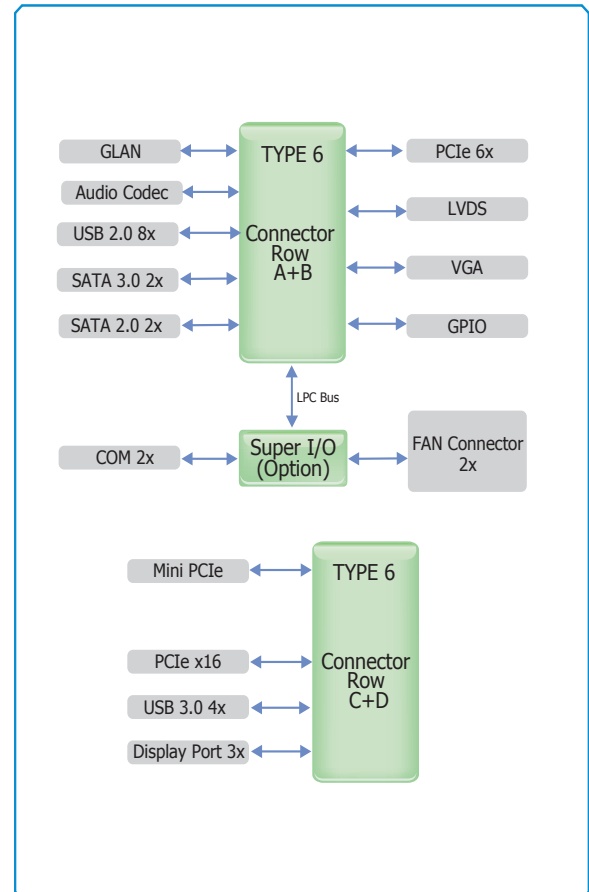 GLAN
Audio Codec
USB 2.0 8x
SATA 3.0 2x
SATA 2.0 2x
TYPE 6
Connector
Row
A+B
PCIe 6x
LVDS
VGA
GPIO
LPC Bus
COM 2x
Super I/O
(Option)
FAN Connector
2x
Mini PCIe
PCIe x16
USB 3.0 4x
Display Port 3x
TYPE 6
Connector
Row
C+D